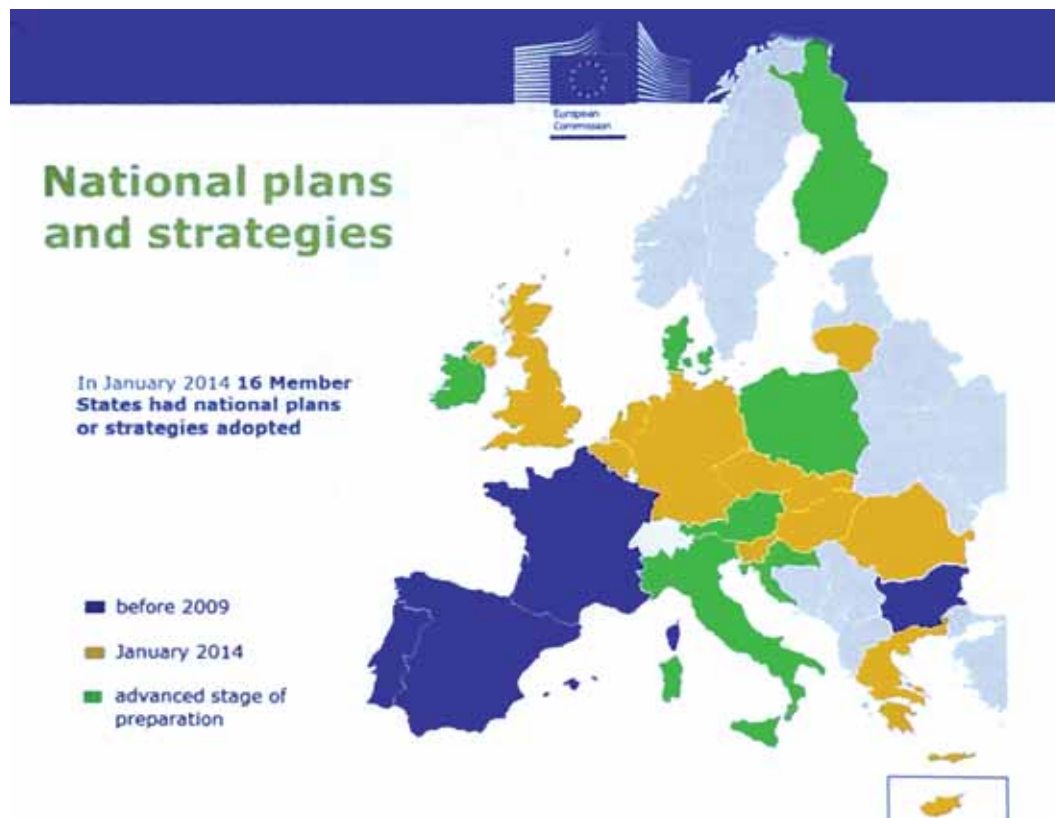 European
Commission
National plans
and strategies
In January 2014 16 Member
States had national plans
or strategies adopted
before 2009
January 2014
advanced stage of
preparation